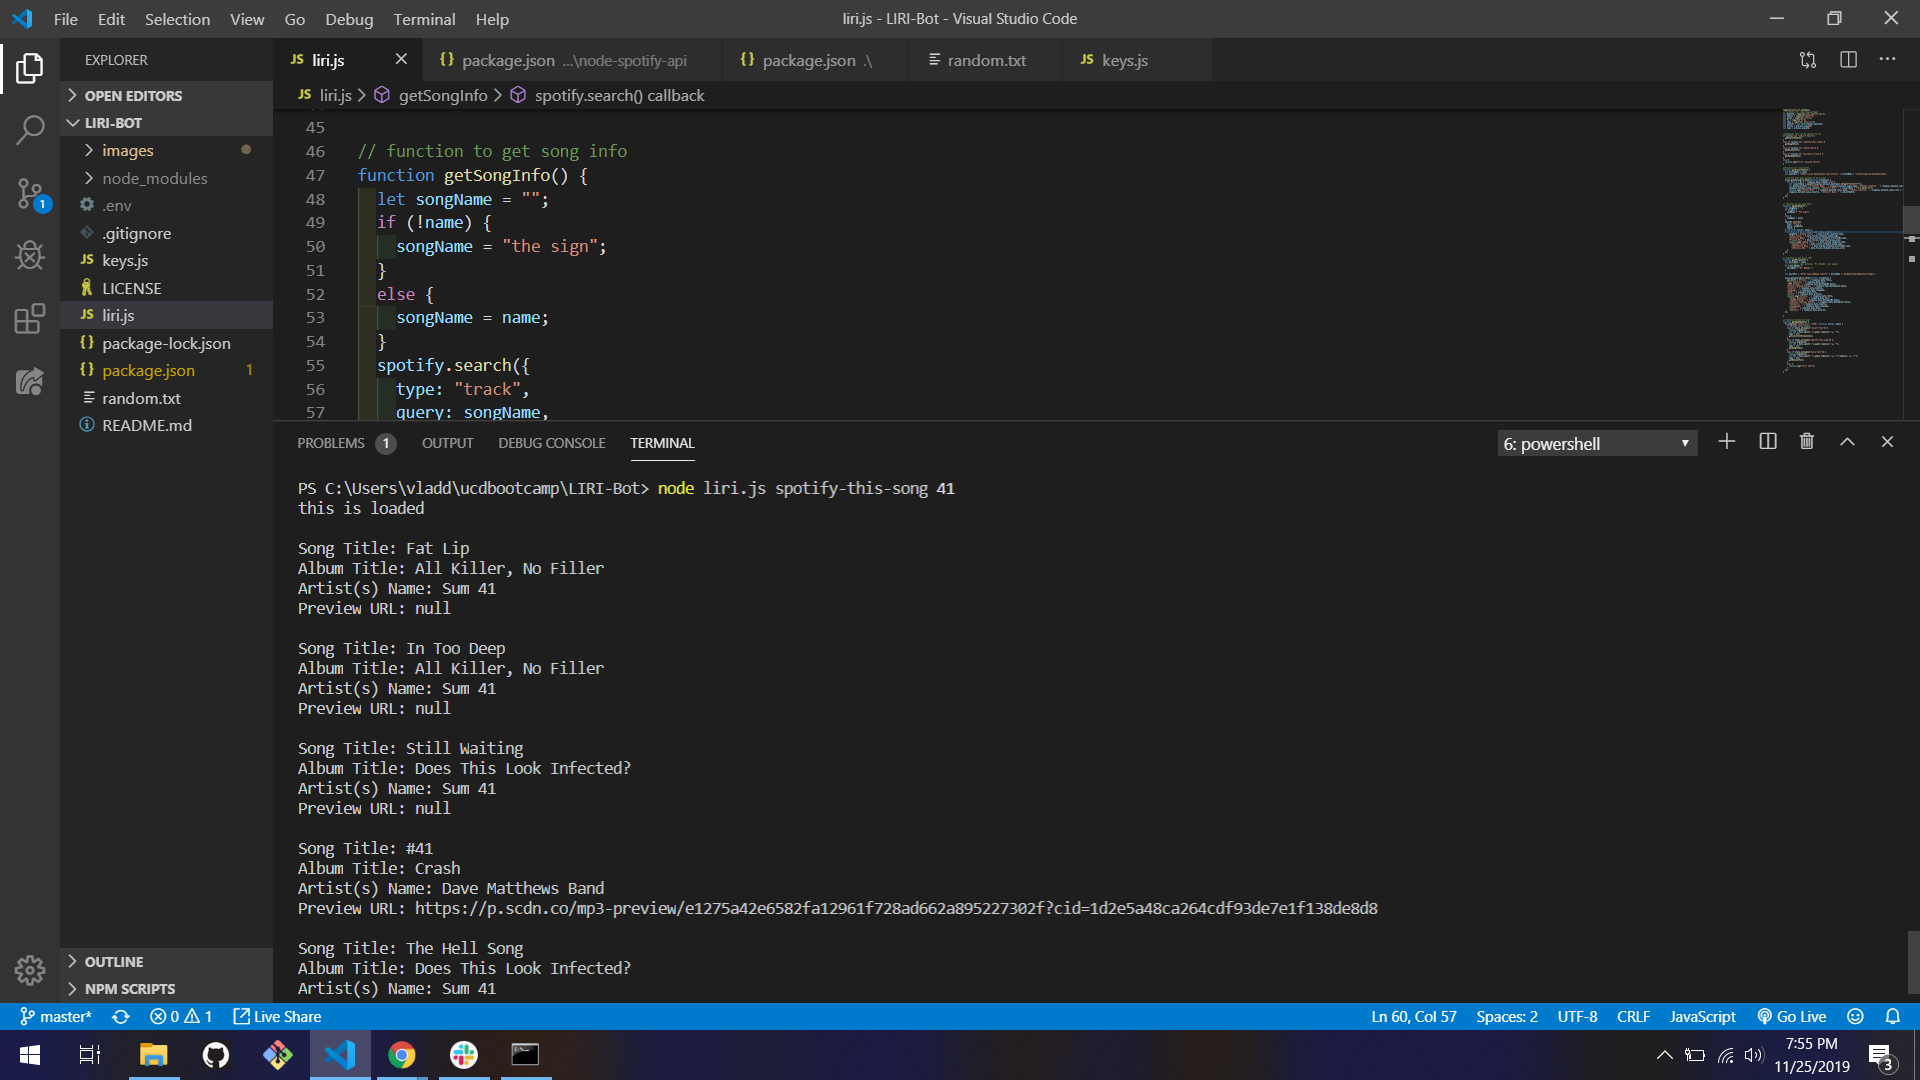 File Edit Selection View Go Debug Terminal Help
liri.js - LIRI-Bot - Visual Studio Code
EXPLORER
OPEN EDITORS
LIRI-BOT
images
node_modules
.env
.gitignore
JS keys.js
LICENSE
JS liri.js
{} package-lock.json
{} package.json 1
random.txt
README.md
OUTLINE
NPM SCRIPTS
1
JS liri.js
{} package.json ...\node-spotify-api
{} package.json .\
random.txt
JS keys.js
JS liri.js > getSongInfo > spotify.search() callback
45
46 // function to get song info
47 function getSongInfo() {
48 let songName = "";
49 if (!name) {
50 songName = "the sign";
51 }
52 else {
53 songName = name;
54 }
55 spotify.search({
56 type: "track",
57 query: songName,
PROBLEMS 1 OUTPUT DEBUG CONSOLE TERMINAL
6: powershell
PS C:\Users\vladd\ucdbootcamp\LIRI-Bot> node liri.js spotify-this-song 41
this is loaded
Song Title: Fat Lip
Album Title: All Killer, No Filler
Artist(s) Name: Sum 41
Preview URL: null
Song Title: In Too Deep
Album Title: All Killer, No Filler
Artist(s) Name: Sum 41
Preview URL: null
Song Title: Still Waiting
Album Title: Does This Look Infected?
Artist(s) Name: Sum 41
Preview URL: null
Song Title: #41
Album Title: Crash
Artist(s) Name: Dave Matthews Band
Preview URL: https://p.scdn.co/mp3-preview/e1275a42e6582fa12961f728ad662a895227302f?cid=1d2e5a48ca264cdf93de7e1f138de8d8
Song Title: The Hell Song
Album Title: Does This Look Infected?
Artist(s) Name: Sum 41
master* 0 1 Live Share
Ln 60, Col 57 Spaces: 2 UTF-8 CRLF JavaScript Go Live
7:55 PM
11/25/2019
3